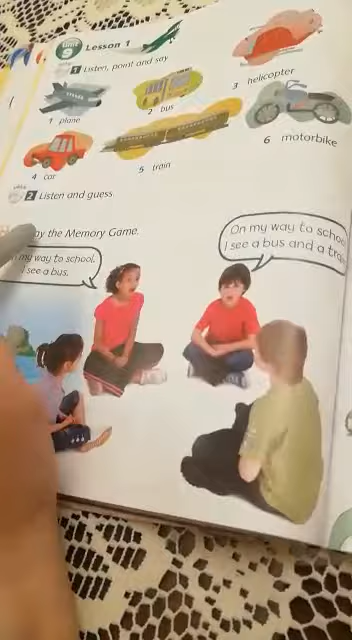 Unit
9
Lesson 1
1 Listen, point and say
1 plane
2 bus
3 helicopter
4 car
5 train
6 motorbike
2 Listen and guess
the Memory Game.
my way to school,
I see a bus.
On my way to school
I see a bus and a